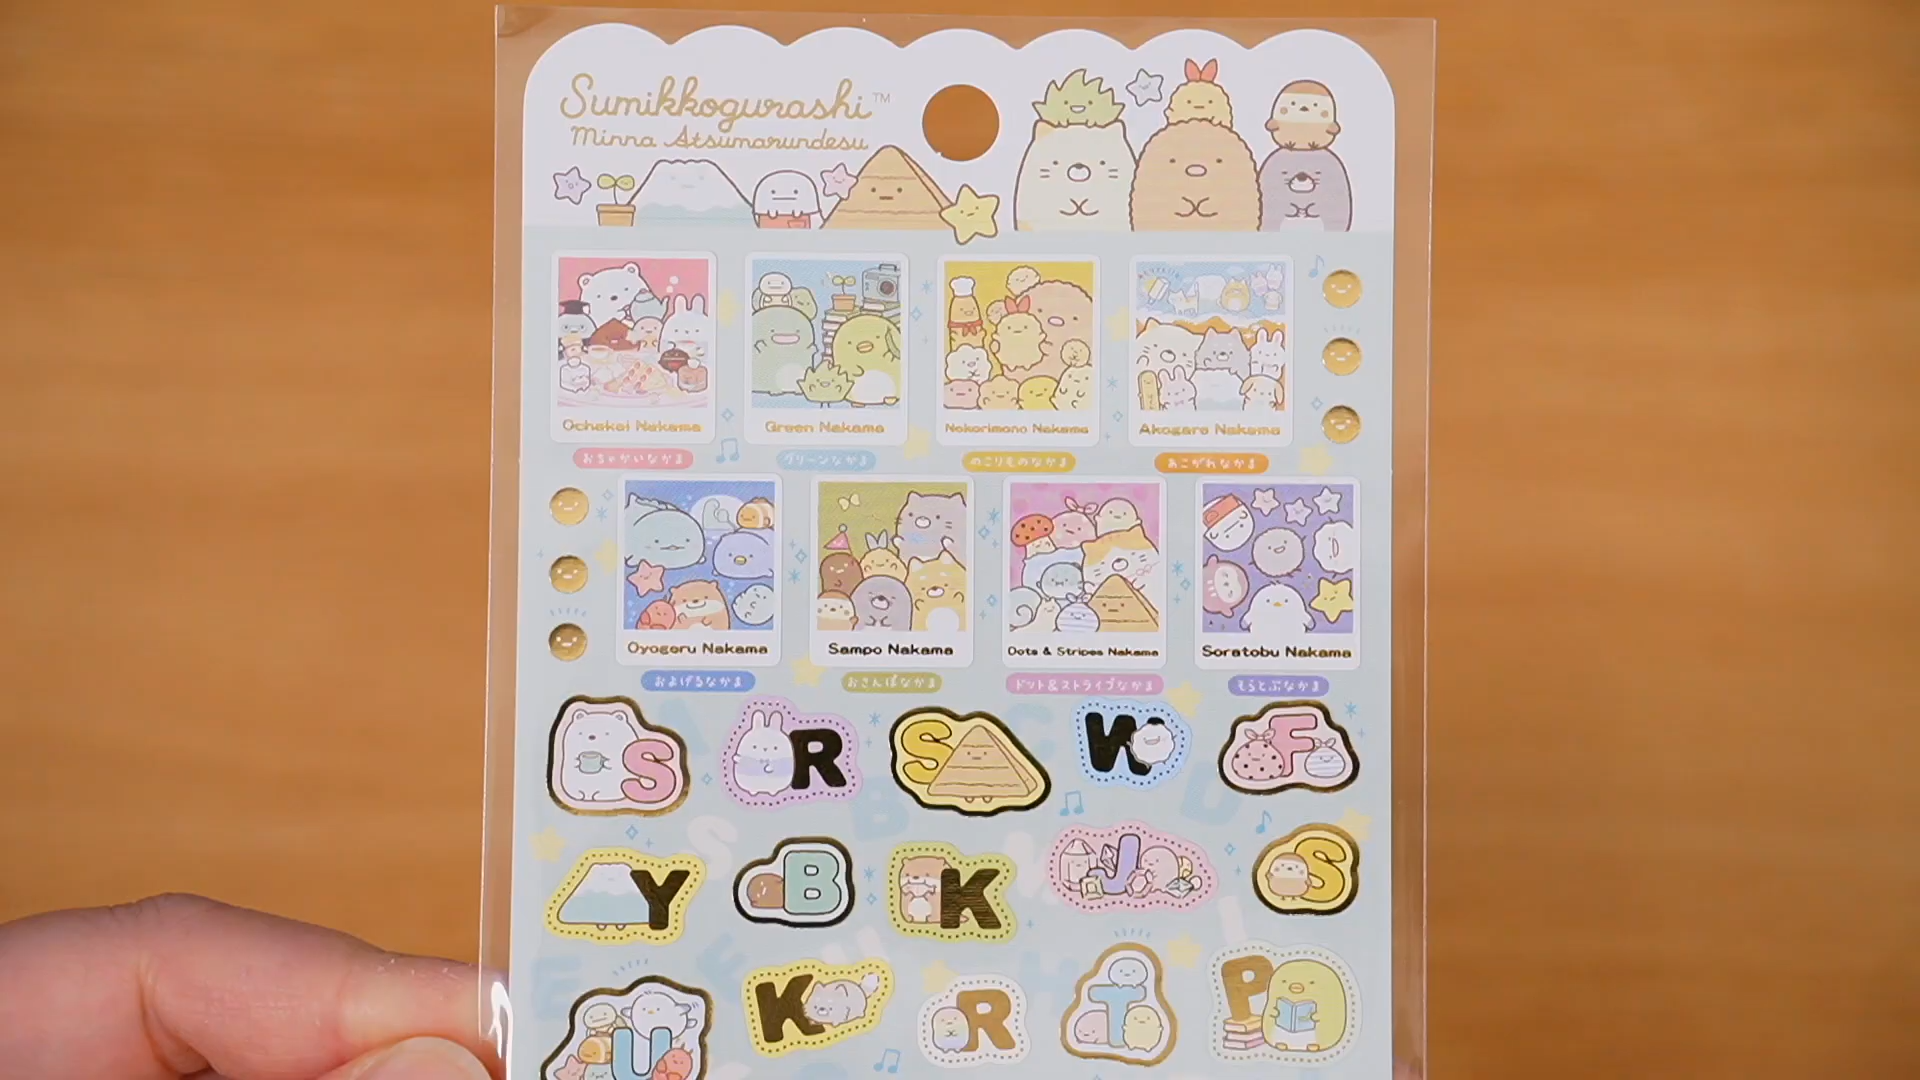 Sumikkogurashi™
Minna Atsumarundesu
Ochakai Nakama
Green Nakama
Nokorimono Nakama
Akogare Nakama
おちゃかいなかま
グリーンなかま
のこりものなかま
あこがれなかま
Oyogeru Nakama
Sampo Nakama
Dots & Stripes Nakama
Soratobu Nakama
およげるなかま
おさんぽなかま
ドット&ストライプなかま
そらとぶなかま
S R S W F
Y B K J S
U K R T P